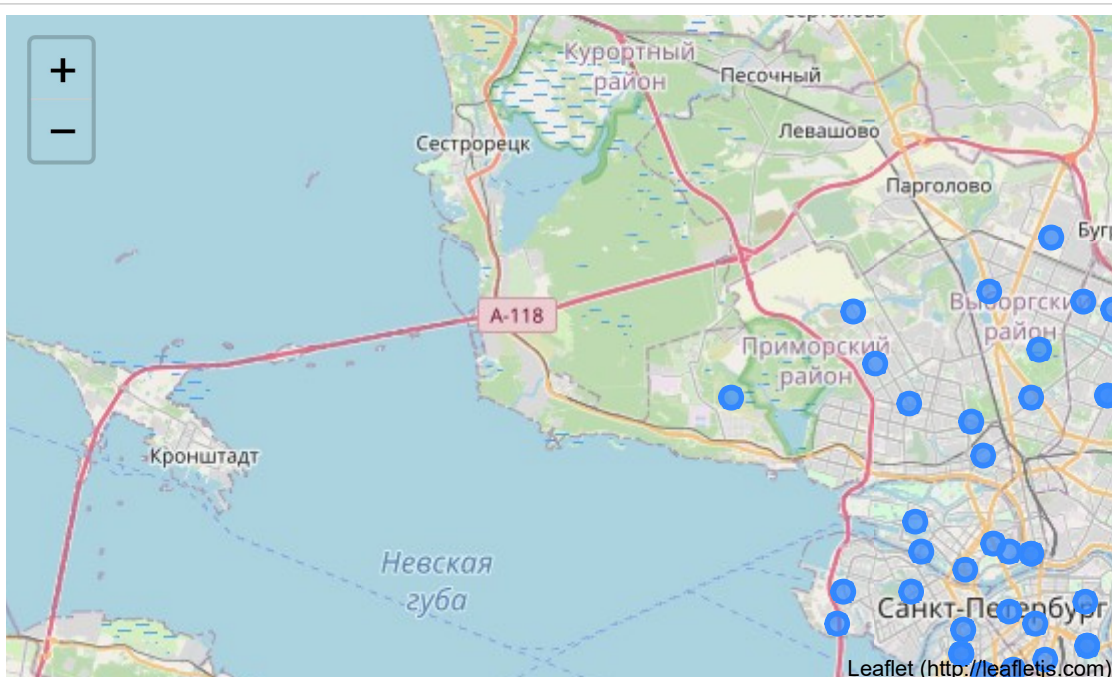 +
−
Сертолово
Курортный
район
Песочный
Левашово
Сестрорецк
Парголово
Выборгский
район
А-118
Приморский
район
Кронштадт
Невская
губа
Санкт-Петербург
Leaflet (http://leafletjs.com)